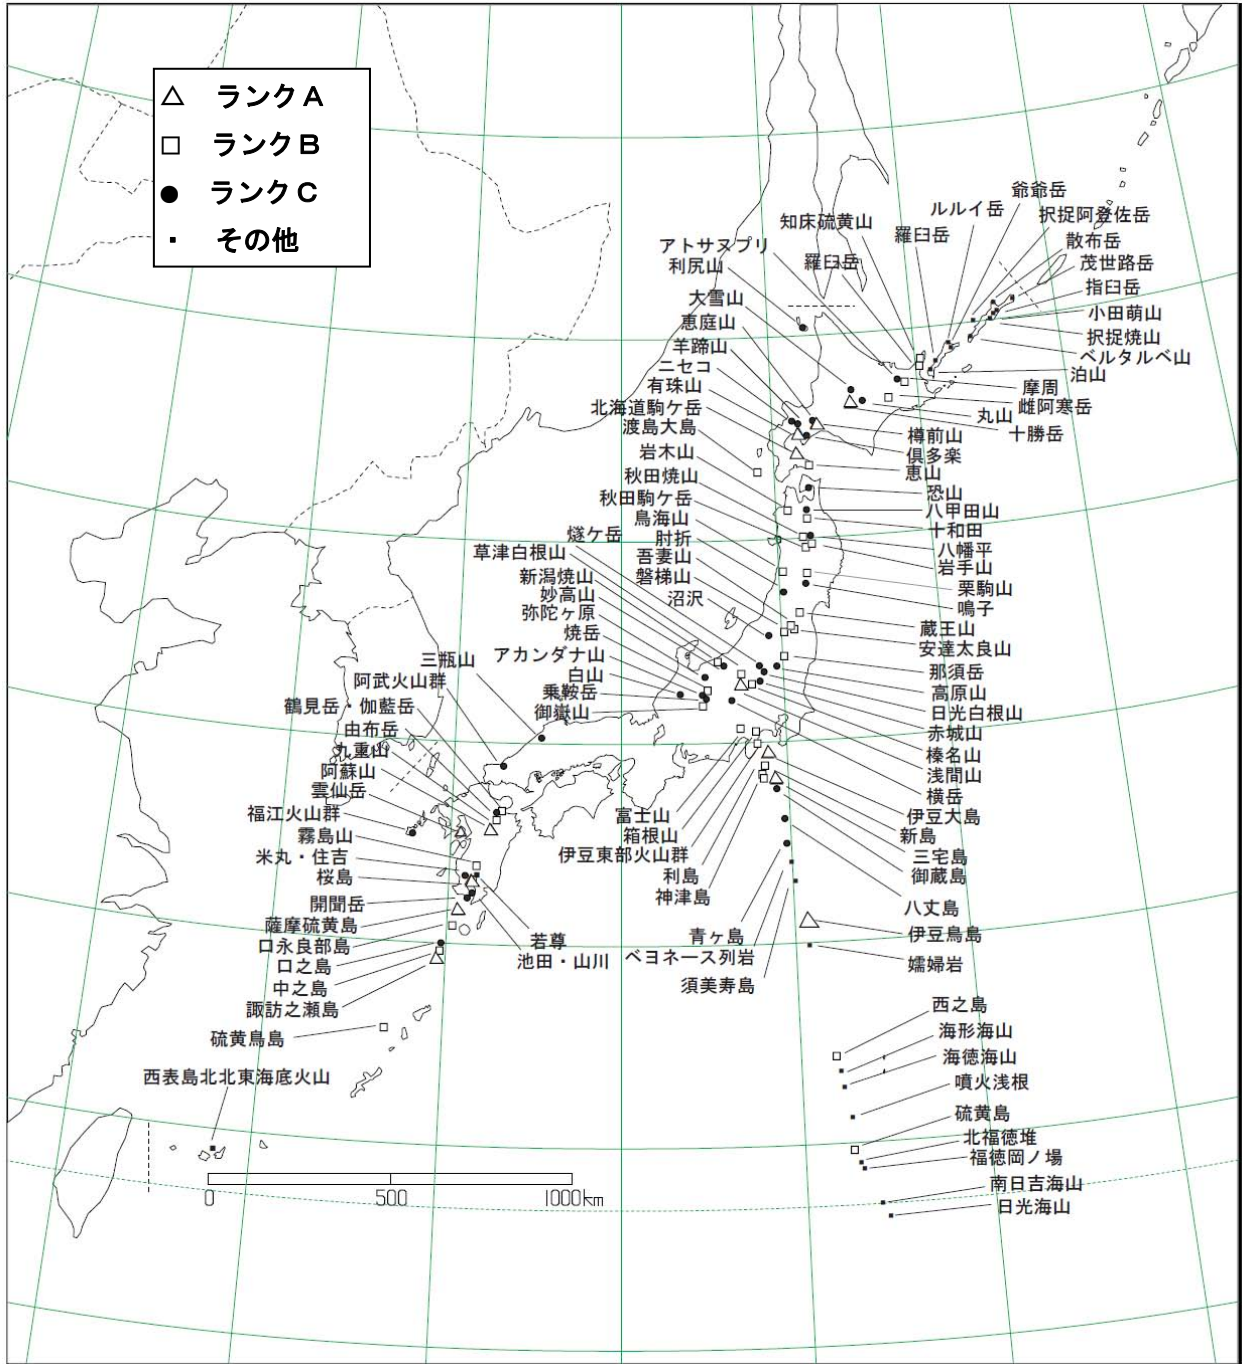 ランクA
ランクB
ランクC
その他
爺爺岳
ルルイ岳
択捉阿登佐岳
知床硫黄山
羅臼岳
散布岳
アトサヌプリ
羅臼岳
茂世路岳
利尻山
指臼岳
大雪山
小田萌山
恵庭山
択捉焼山
羊蹄山
ベルタルベ山
ニセコ
泊山
有珠山
摩周
北海道駒ケ岳
雌阿寒岳
丸山
渡島大島
樽前山
十勝岳
岩木山
倶多楽
恵山
秋田焼山
恐山
秋田駒ケ岳
八甲田山
鳥海山
十和田
燧ケ岳
肘折
八幡平
草津白根山
吾妻山
岩手山
新潟焼山
磐梯山
栗駒山
妙高山
沼沢
鳴子
弥陀ヶ原
蔵王山
焼岳
安達太良山
アカンダナ山
三瓶山
那須岳
白山
阿武火山群
高原山
乗鞍岳
鶴見岳・伽藍岳
御嶽山
日光白根山
由布岳
赤城山
九重山
榛名山
阿蘇山
浅間山
雲仙岳
横岳
福江火山群
富士山
伊豆大島
霧島山
箱根山
新島
米丸・住吉
伊豆東部火山群
三宅島
桜島
利島
御蔵島
開聞岳
神津島
八丈島
薩摩硫黄島
若尊
青ヶ島
伊豆鳥島
口永良部島
池田・山川
ベヨネース列岩
口之島
孀婦岩
中之島
須美寿島
諏訪之瀬島
西之島
硫黄鳥島
海形海山
海徳海山
西表島北北東海底火山
噴火浅根
硫黄島
北福徳堆
福徳岡ノ場
南日吉海山
日光海山
0 500 1000km